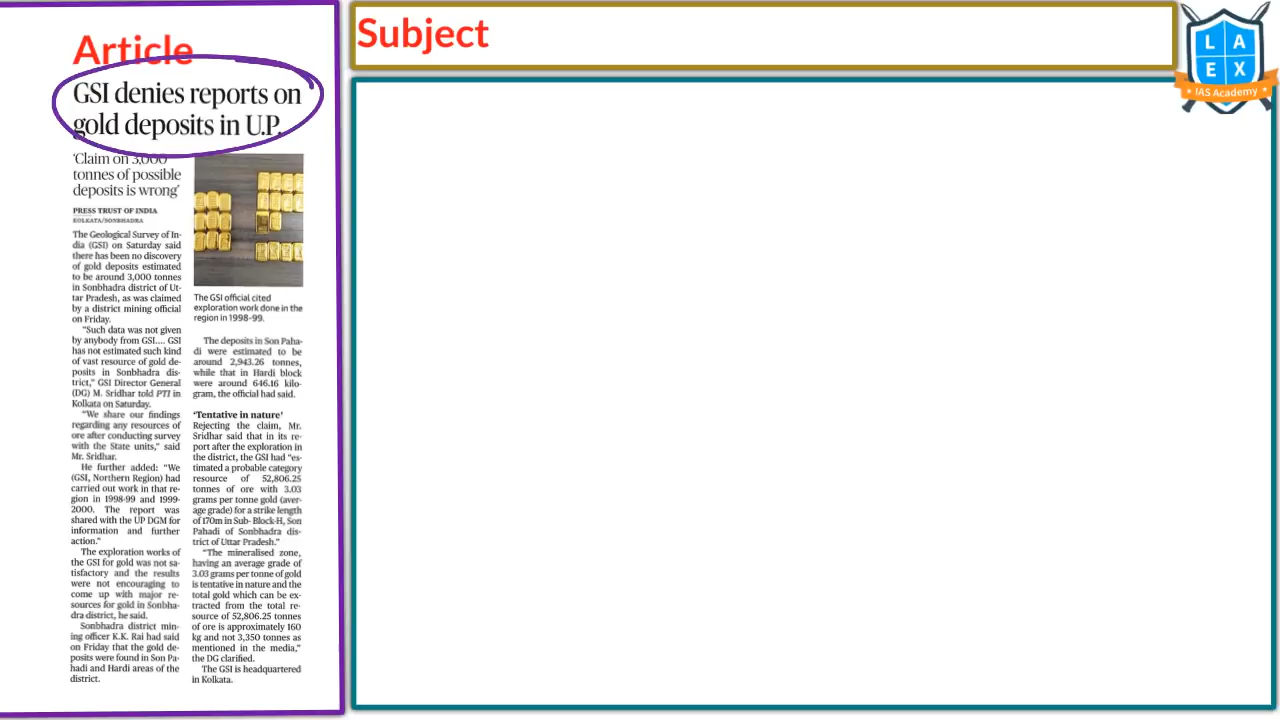 Article
GSI denies reports on
gold deposits in U.P.
'Claim on 3,000
tonnes of possible
deposits is wrong'
PRESS TRUST OF INDIA
KOLKATA/SONBHADRA
The Geological Survey of In-
dia (GSI) on Saturday said
there has been no discovery
of gold deposits estimated
to be around 3,000 tonnes
in Sonbhadra district of Ut-
tar Pradesh, as was claimed
by a district mining official
on Friday.
"Such data was not given
by anybody from GSI.... GSI
has not estimated such kind
of vast resource of gold de-
posits in Sonbhadra dis-
trict," GSI Director General
(DG) M. Sridhar told PTI in
Kolkata on Saturday.
"We share our findings
regarding any resources of
ore after conducting survey
with the State units," said
Mr. Sridhar.
He further added: "We
(GSI, Northern Region) had
carried out work in that re-
gion in 1998-99 and 1999-
2000. The report was
shared with the UP DGM for
information and further
action."
The exploration works of
the GSI for gold was not sa-
tisfactory and the results
were not encouraging to
come up with major re-
sources for gold in Sonbha-
dra district, he said.
Sonbhadra district min-
ing officer K.K. Rai had said
on Friday that the gold de-
posits were found in Son Pa-
hadi and Hardi areas of the
district.
The GSI official cited
exploration work done in the
region in 1998-99.
The deposits in Son Paha-
di were estimated to be
around 2,943.26 tonnes,
while that in Hardi block
were around 646.16 kilo-
gram, the official had said.
'Tentative in nature'
Rejecting the claim, Mr.
Sridhar said that in its re-
port after the exploration in
the district, the GSI had "es-
timated a probable category
resource of 52,806.25
tonnes of ore with 3.03
grams per tonne gold (aver-
age grade) for a strike length
of 170m in Sub- Block-H, Son
Pahadi of Sonbhadra dis-
trict of Uttar Pradesh."
"The mineralised zone,
having an average grade of
3.03 grams per tonne of gold
is tentative in nature and the
total gold which can be ex-
tracted from the total re-
source of 52,806.25 tonnes
of ore is approximately 160
kg and not 3,350 tonnes as
mentioned in the media,"
the DG clarified.
The GSI is headquartered
in Kolkata.
Subject
L A
E X
IAS Academy